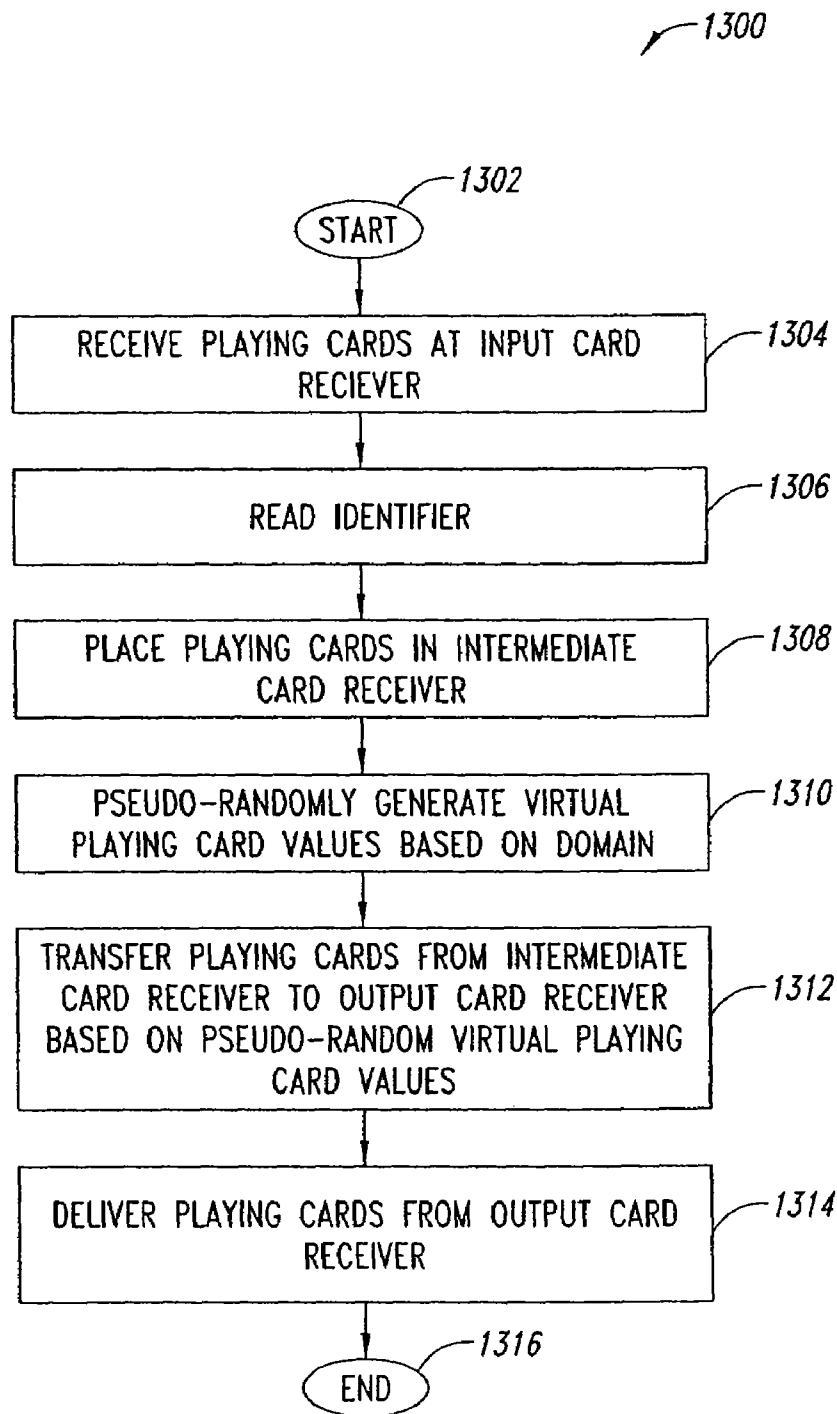 1300
1302
START
RECEIVE PLAYING CARDS AT INPUT CARD
RECIEVER
1304
READ IDENTIFIER
1306
PLACE PLAYING CARDS IN INTERMEDIATE
CARD RECEIVER
1308
PSEUDO-RANDOMLY GENERATE VIRTUAL
PLAYING CARD VALUES BASED ON DOMAIN
1310
TRANSFER PLAYING CARDS FROM INTERMEDIATE
CARD RECEIVER TO OUTPUT CARD RECEIVER
BASED ON PSEUDO-RANDOM VIRTUAL PLAYING
CARD VALUES
1312
DELIVER PLAYING CARDS FROM OUTPUT CARD
RECEIVER
1314
1316
END